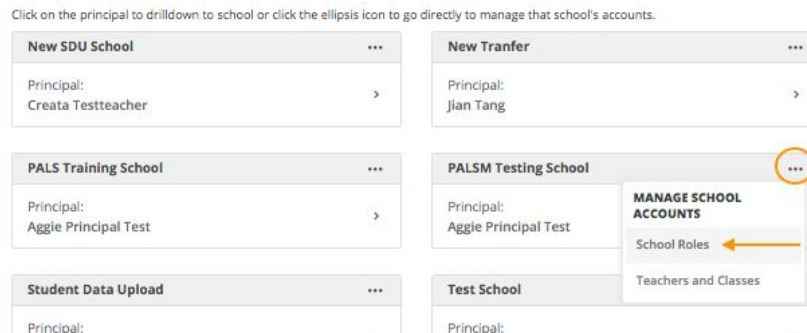 Click on the principal to drilldown to school or click the ellipsis icon to go directly to manage that school's accounts.
New SDU School
Principal:
Creata Testteacher
New Tranfer
Principal:
Jian Tang
PALS Training School
Principal:
Aggie Principal Test
PALSM Testing School
Principal:
Aggie Principal Test
MANAGE SCHOOL
ACCOUNTS
School Roles
Teachers and Classes
Student Data Upload
Principal:
Test School
Principal: